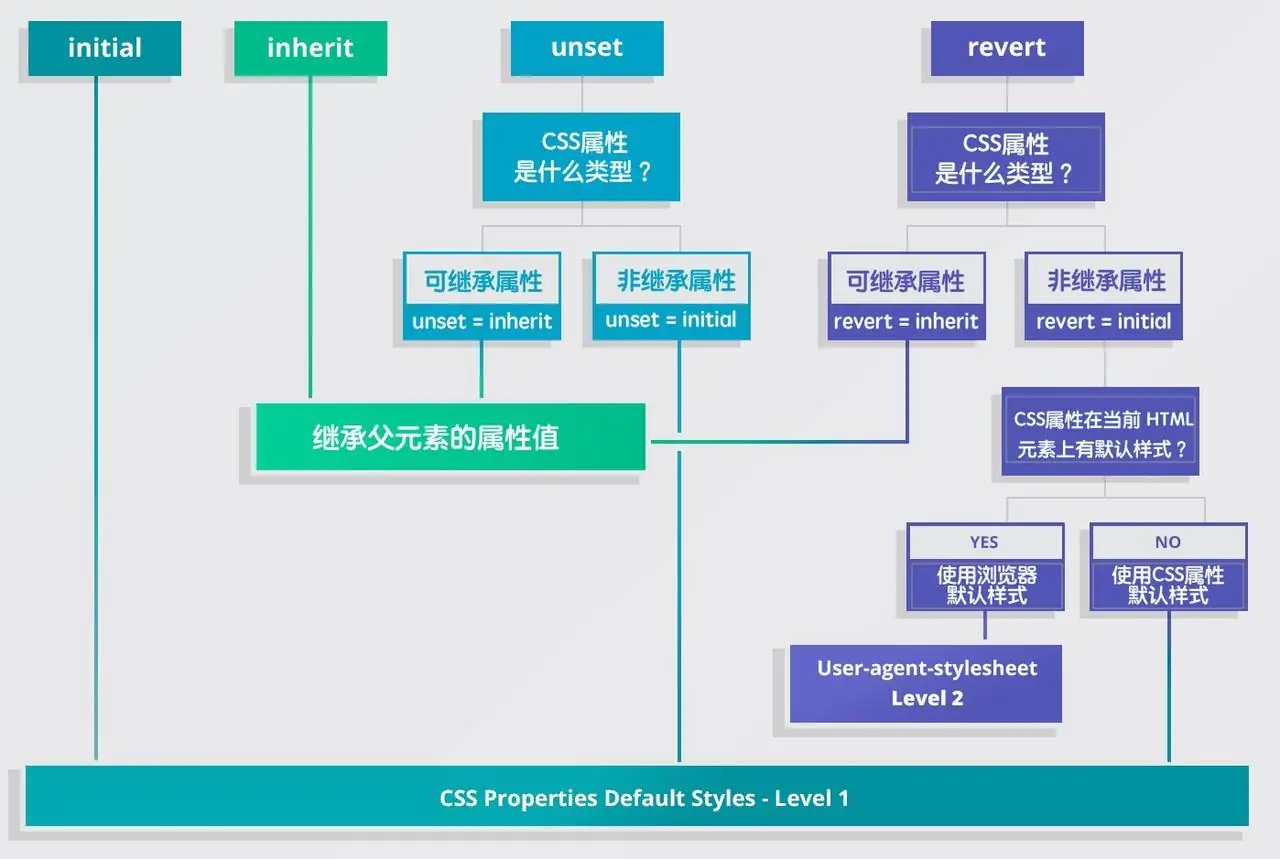 initial
inherit
unset
revert
CSS属性
是什么类型？
CSS属性
是什么类型？
可继承属性
unset = inherit
非继承属性
unset = initial
可继承属性
revert = inherit
非继承属性
revert = initial
继承父元素的属性值
CSS属性在当前 HTML
元素上有默认样式？
YES
使用浏览器
默认样式
NO
使用CSS属性
默认样式
User-agent-stylesheet
Level 2
CSS Properties Default Styles - Level 1